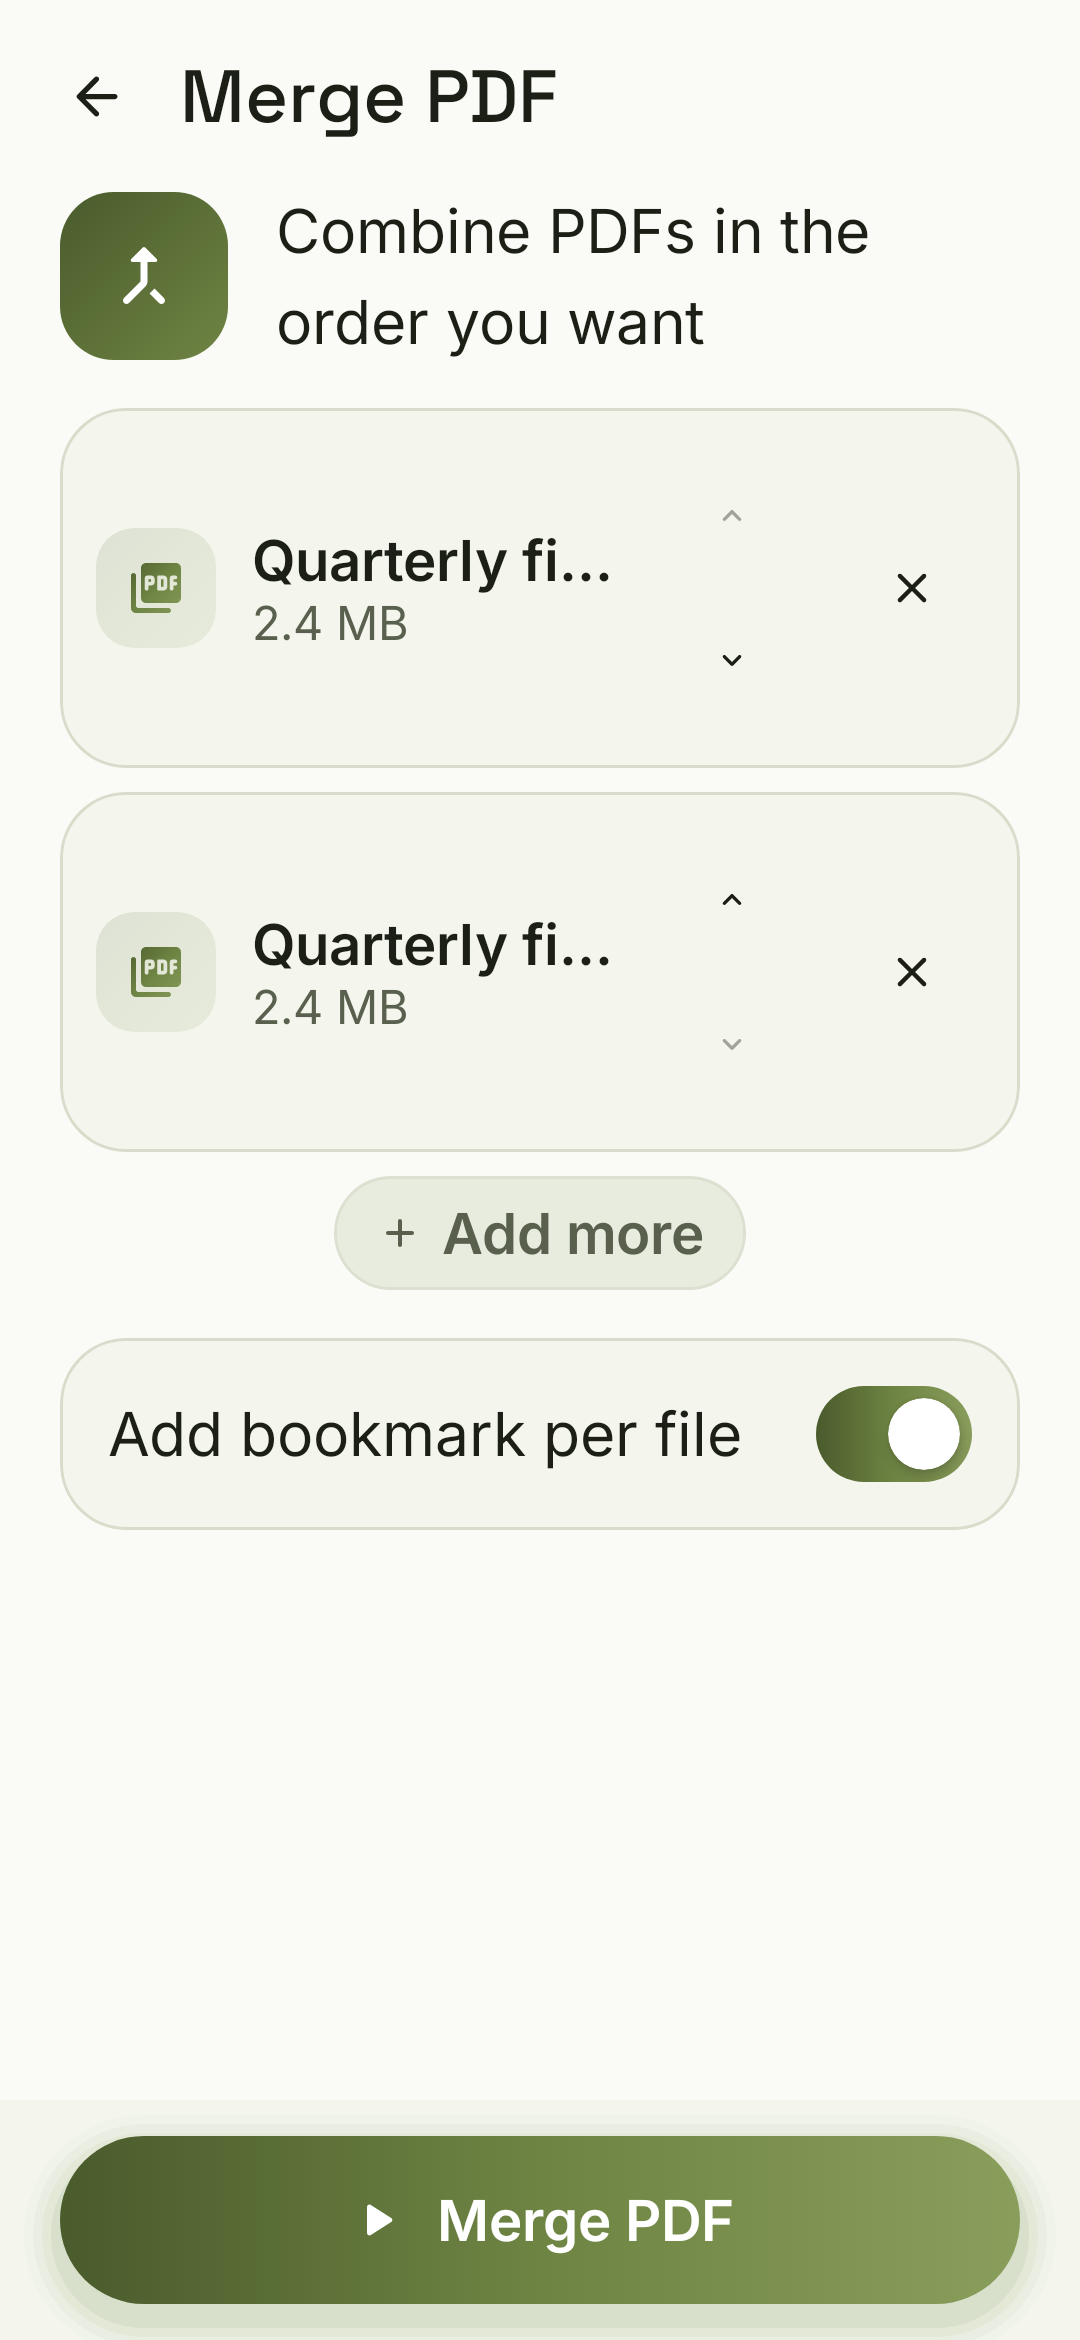 Merge PDF
Combine PDFs in the
order you want
PDF
Quarterly fi...
2.4 MB
PDF
Quarterly fi...
2.4 MB
Add more
Add bookmark per file
Merge PDF